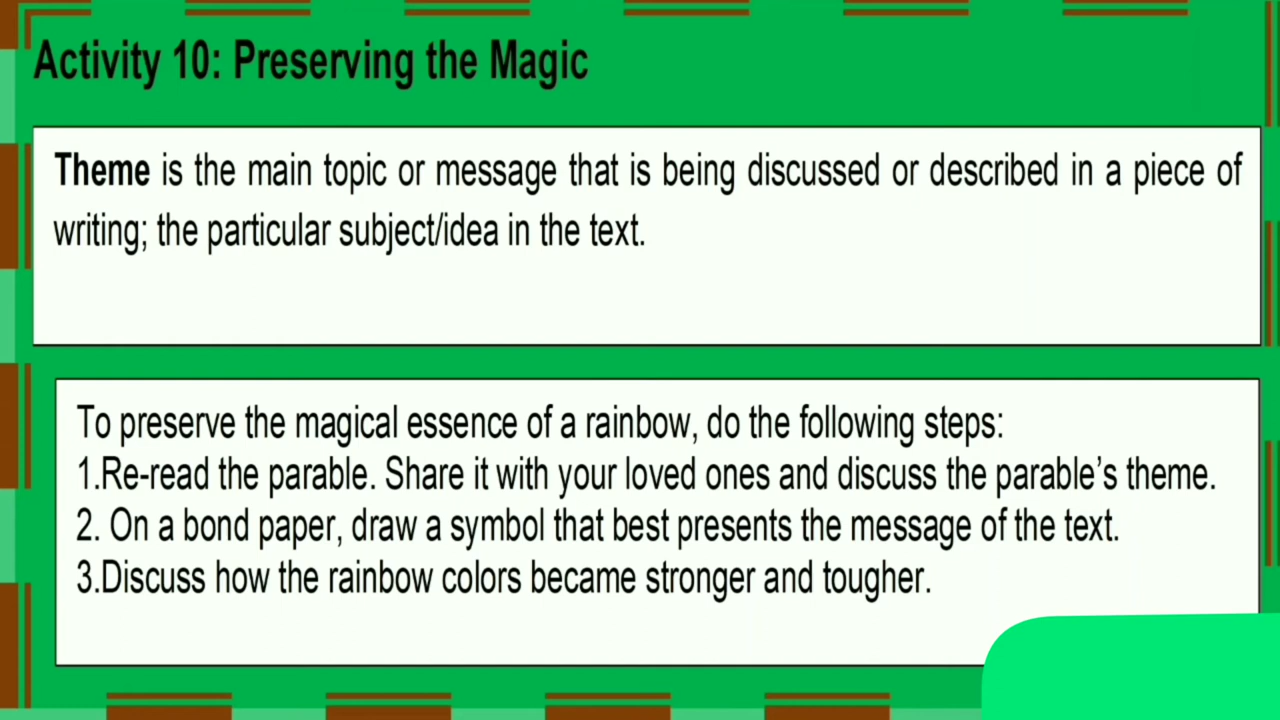 Activity 10: Preserving the Magic
Theme is the main topic or message that is being discussed or described in a piece of
writing; the particular subject/idea in the text.
To preserve the magical essence of a rainbow, do the following steps:
1.Re-read the parable. Share it with your loved ones and discuss the parable’s theme.
2. On a bond paper, draw a symbol that best presents the message of the text.
3.Discuss how the rainbow colors became stronger and tougher.